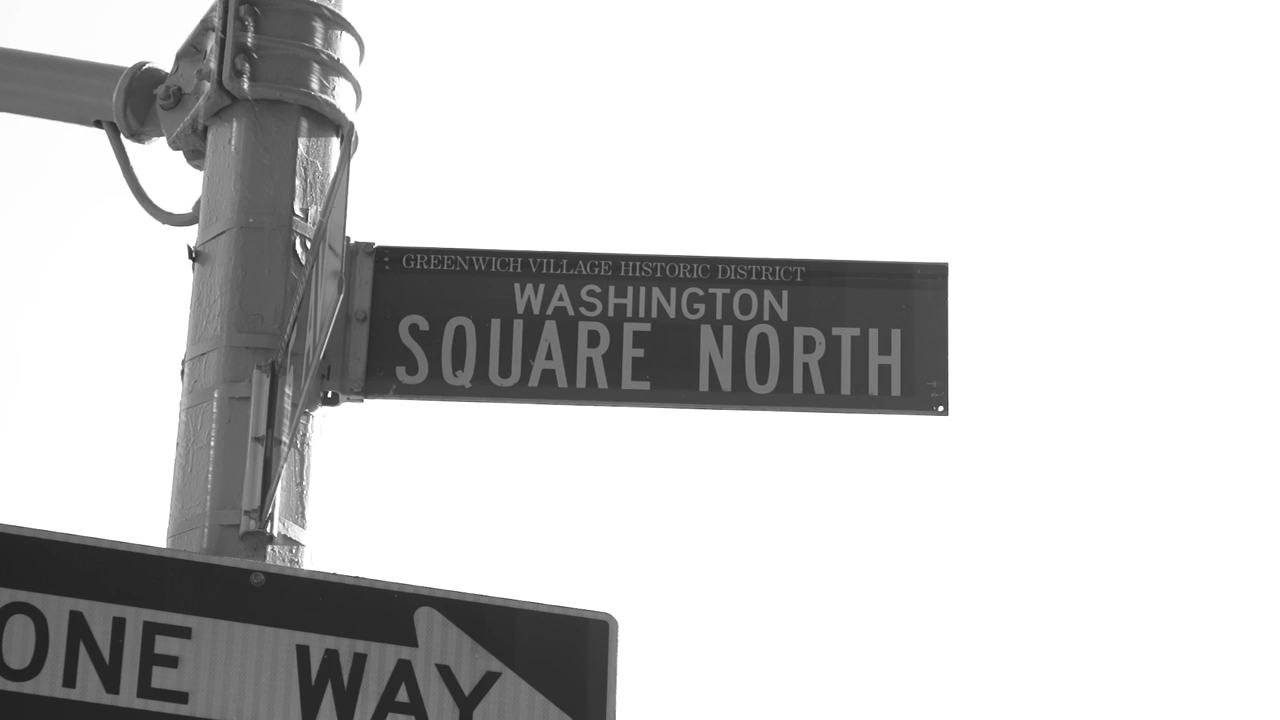 GREENWICH VILLAGE HISTORIC DISTRICT
WASHINGTON
SQUARE NORTH
ONE WAY